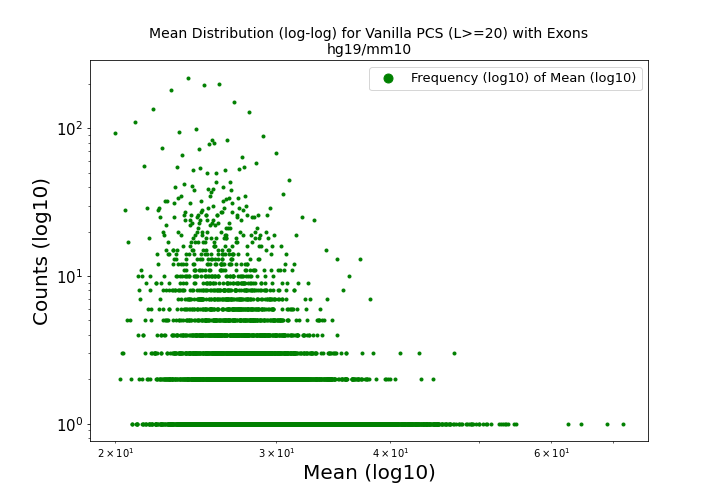 Mean Distribution (log-log) for Vanilla PCS (L>=20) with Exons
hg19/mm10
Frequency (log10) of Mean (log10)
Counts (log10)
10²
10¹
10⁰
2 × 10¹
3 × 10¹
4 × 10¹
6 × 10¹
Mean (log10)